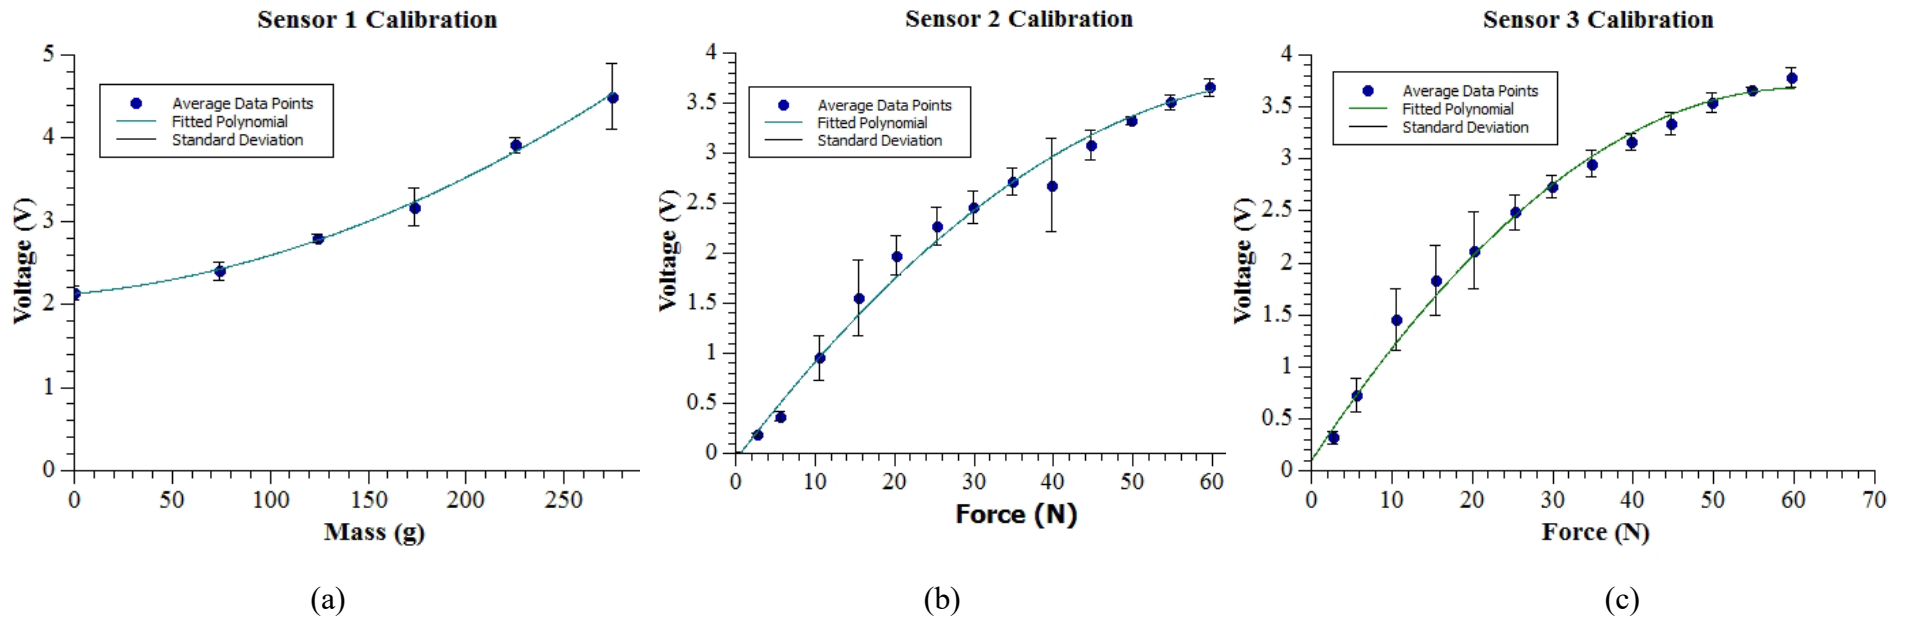 Sensor 1 Calibration
5
4
3
2
1
0
Voltage (V)
Average Data Points
Fitted Polynomial
Standard Deviation
0 50 100 150 200 250
Mass (g)
(a)
Sensor 2 Calibration
4
3.5
3
2.5
2
1.5
1
0.5
0
Voltage (V)
Average Data Points
Fitted Polynomial
Standard Deviation
0 10 20 30 40 50 60
Force (N)
(b)
Sensor 3 Calibration
4
3.5
3
2.5
2
1.5
1
0.5
0
Voltage (V)
Average Data Points
Fitted Polynomial
Standard Deviation
0 10 20 30 40 50 60 70
Force (N)
(c)